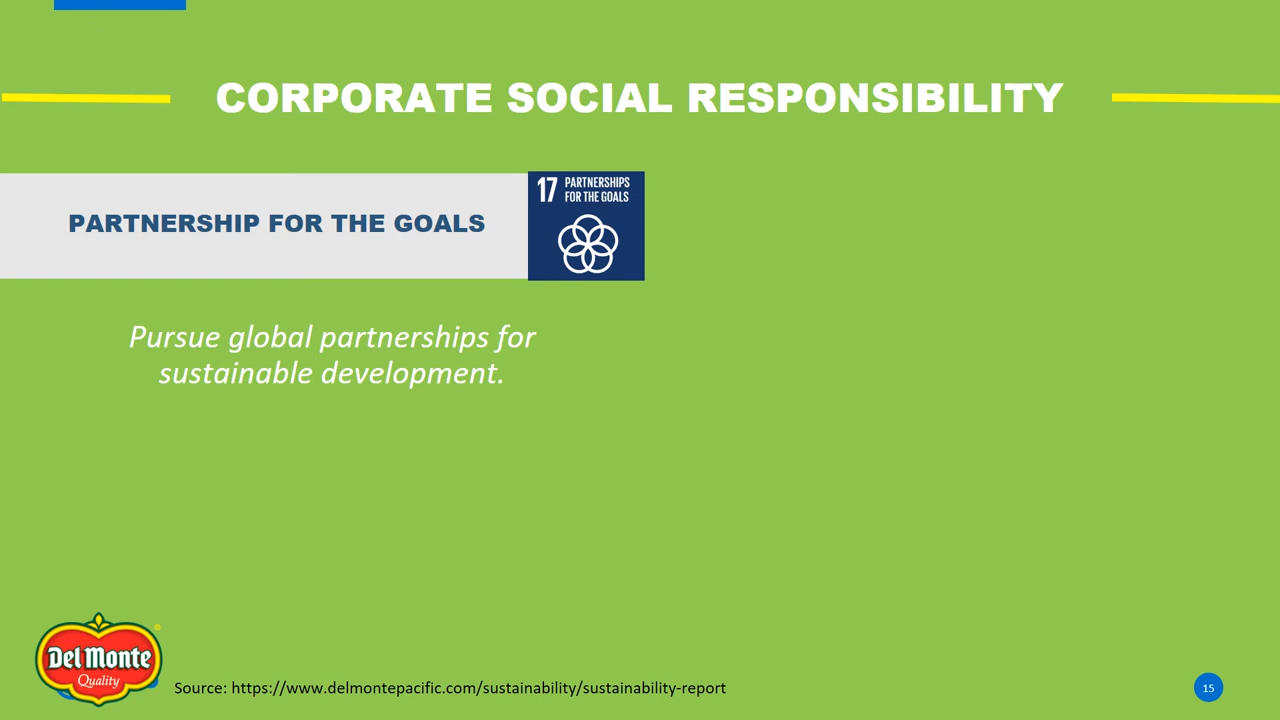 CORPORATE SOCIAL RESPONSIBILITY
PARTNERSHIP FOR THE GOALS
17 PARTNERSHIPS
FOR THE GOALS
Pursue global partnerships for
sustainable development.
Del Monte
Quality
Source: https://www.delmontepacific.com/sustainability/sustainability-report
15